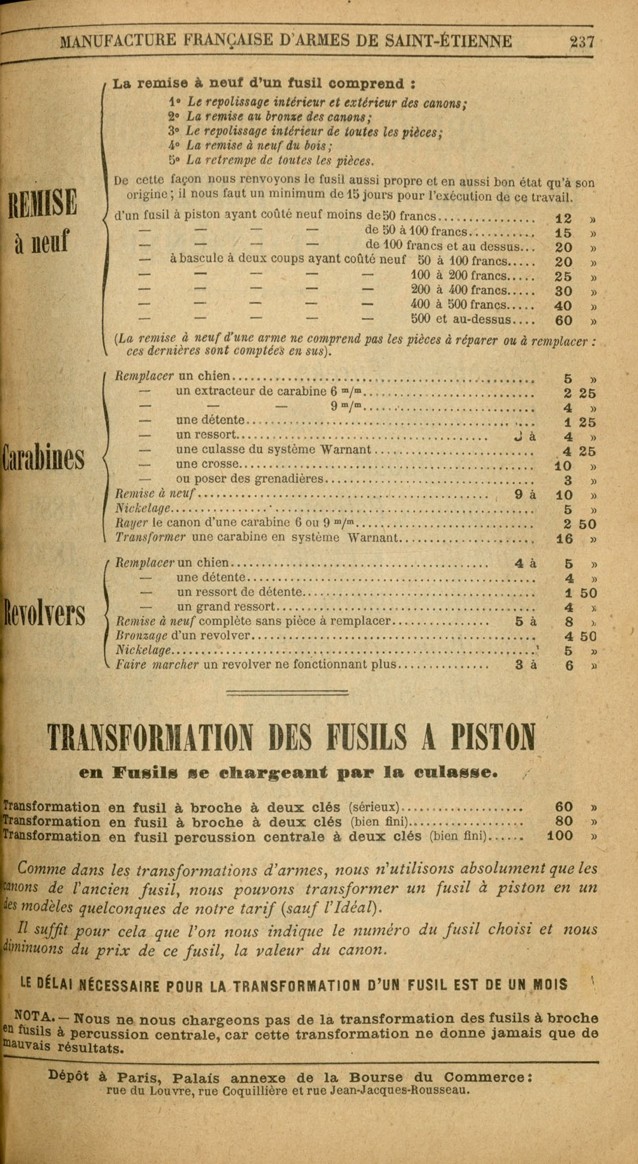 MANUFACTURE FRANÇAISE D'ARMES DE SAINT-ÉTIENNE 237
REMISE
à neuf
La remise à neuf d'un fusil comprend :
1º Le repolissage intérieur et extérieur des canons;
2º La remise au bronze des canons;
3º Le repolissage intérieur de toutes les pièces;
4º La remise à neuf du bois;
5º La retrempe de toutes les pièces.
De cette façon nous renvoyons le fusil aussi propre et en aussi bon état qu'à son
origine; il nous faut un minimum de 15 jours pour l'exécution de ce travail.
d'un fusil à piston ayant coûté neuf moins de 50 francs................ 12 »
— — — — de 50 à 100 francs........... 15 »
— — — — de 100 francs et au dessus... 20 »
— à bascule à deux coups ayant coûté neuf 50 à 100 francs..... 20 »
— — — — — 100 à 200 francs..... 25 »
— — — — — 200 à 400 francs..... 30 »
— — — — — 400 à 500 francs..... 40 »
— — — — — 500 et au-dessus.... 60 »
(La remise à neuf d'une arme ne comprend pas les pièces à réparer ou à remplacer :
ces dernières sont comptées en sus).
Carabines
Remplacer un chien................ 5 »
— un extracteur de carabine 6 m/m................ 2 25
— — — 9 m/m................ 4 »
— une détente................ 1 25
— un ressort................ à 4 »
— une culasse du système Warnant................ 4 25
— une crosse................ 10 »
— ou poser des grenadières................ 3 »
Remise à neuf................ 9 à 10 »
Nickelage................ 5 »
Rayer le canon d'une carabine 6 ou 9 m/m................ 2 50
Transformer une carabine en système Warnant................ 16 »
Revolvers
Remplacer un chien................ 4 à 5 »
— une détente................ 4 »
— un ressort de détente................ 1 50
— un grand ressort................ 4 »
Remise à neuf complète sans pièce à remplacer............ 5 à 8 »
Bronzage d'un revolver................ 4 50
Nickelage................ 5 »
Faire marcher un revolver ne fonctionnant plus............... 3 à 6 »
TRANSFORMATION DES FUSILS A PISTON
en Fusils se chargeant par la culasse.
Transformation en fusil à broche à deux clés (sérieux)................ 60 »
Transformation en fusil à broche à deux clés (bien fini)................ 80 »
Transformation en fusil percussion centrale à deux clés (bien fini)...... 100 »
Comme dans les transformations d'armes, nous n'utilisons absolument que les
canons de l'ancien fusil, nous pouvons transformer un fusil à piston en un
des modèles quelconques de notre tarif (sauf l'Idéal).
Il suffit pour cela que l'on nous indique le numéro du fusil choisi et nous
diminuons du prix de ce fusil, la valeur du canon.
LE DÉLAI NÉCESSAIRE POUR LA TRANSFORMATION D'UN FUSIL EST DE UN MOIS
NOTA. — Nous ne nous chargeons pas de la transformation des fusils à broche
en fusils à percussion centrale, car cette transformation ne donne jamais que de
mauvais résultats.
Dépôt à Paris, Palais annexe de la Bourse du Commerce:
rue du Louvre, rue Coquillière et rue Jean-Jacques-Rousseau.